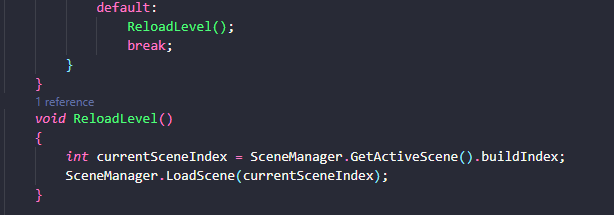 default:
ReloadLevel();
break;
}
}
1 reference
void ReloadLevel()
{
int currentSceneIndex = SceneManager.GetActiveScene().buildIndex;
SceneManager.LoadScene(currentSceneIndex);
}